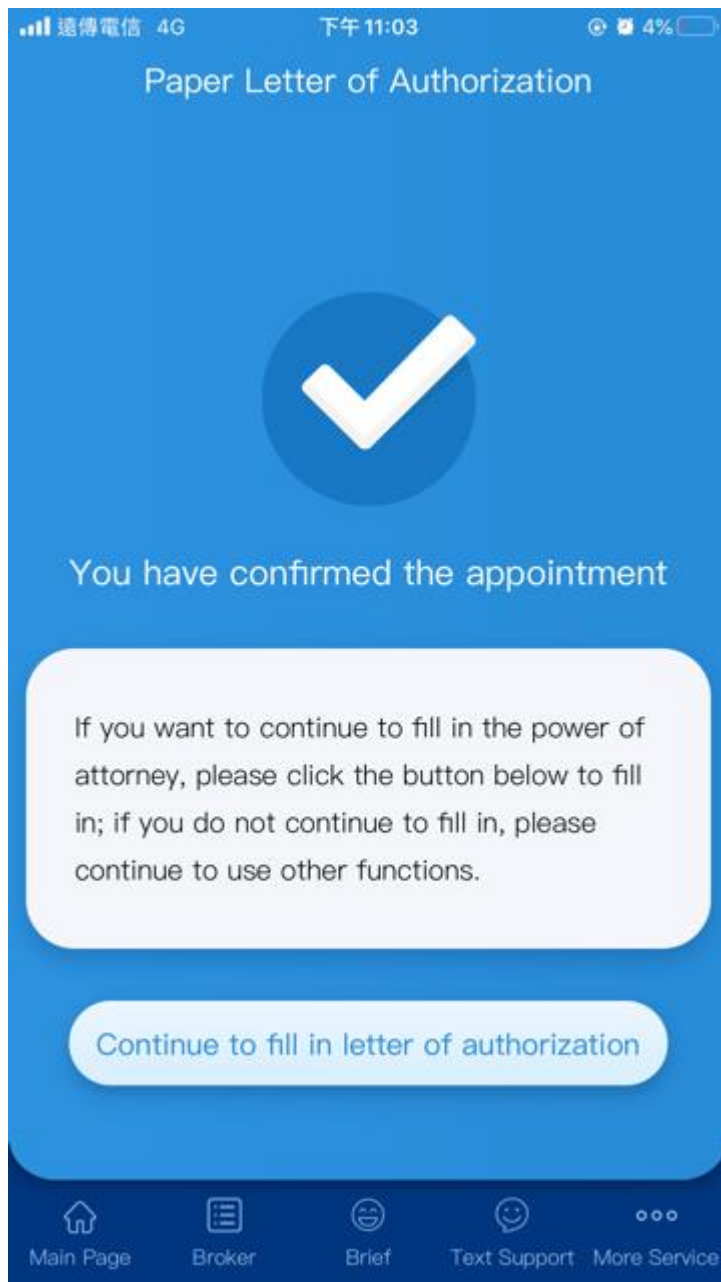 遠傳電信 4G 下午11:03 4%
Paper Letter of Authorization
You have confirmed the appointment
If you want to continue to fill in the power of
attorney, please click the button below to fill
in; if you do not continue to fill in, please
continue to use other functions.
Continue to fill in letter of authorization
Main Page Broker Brief Text Support More Service